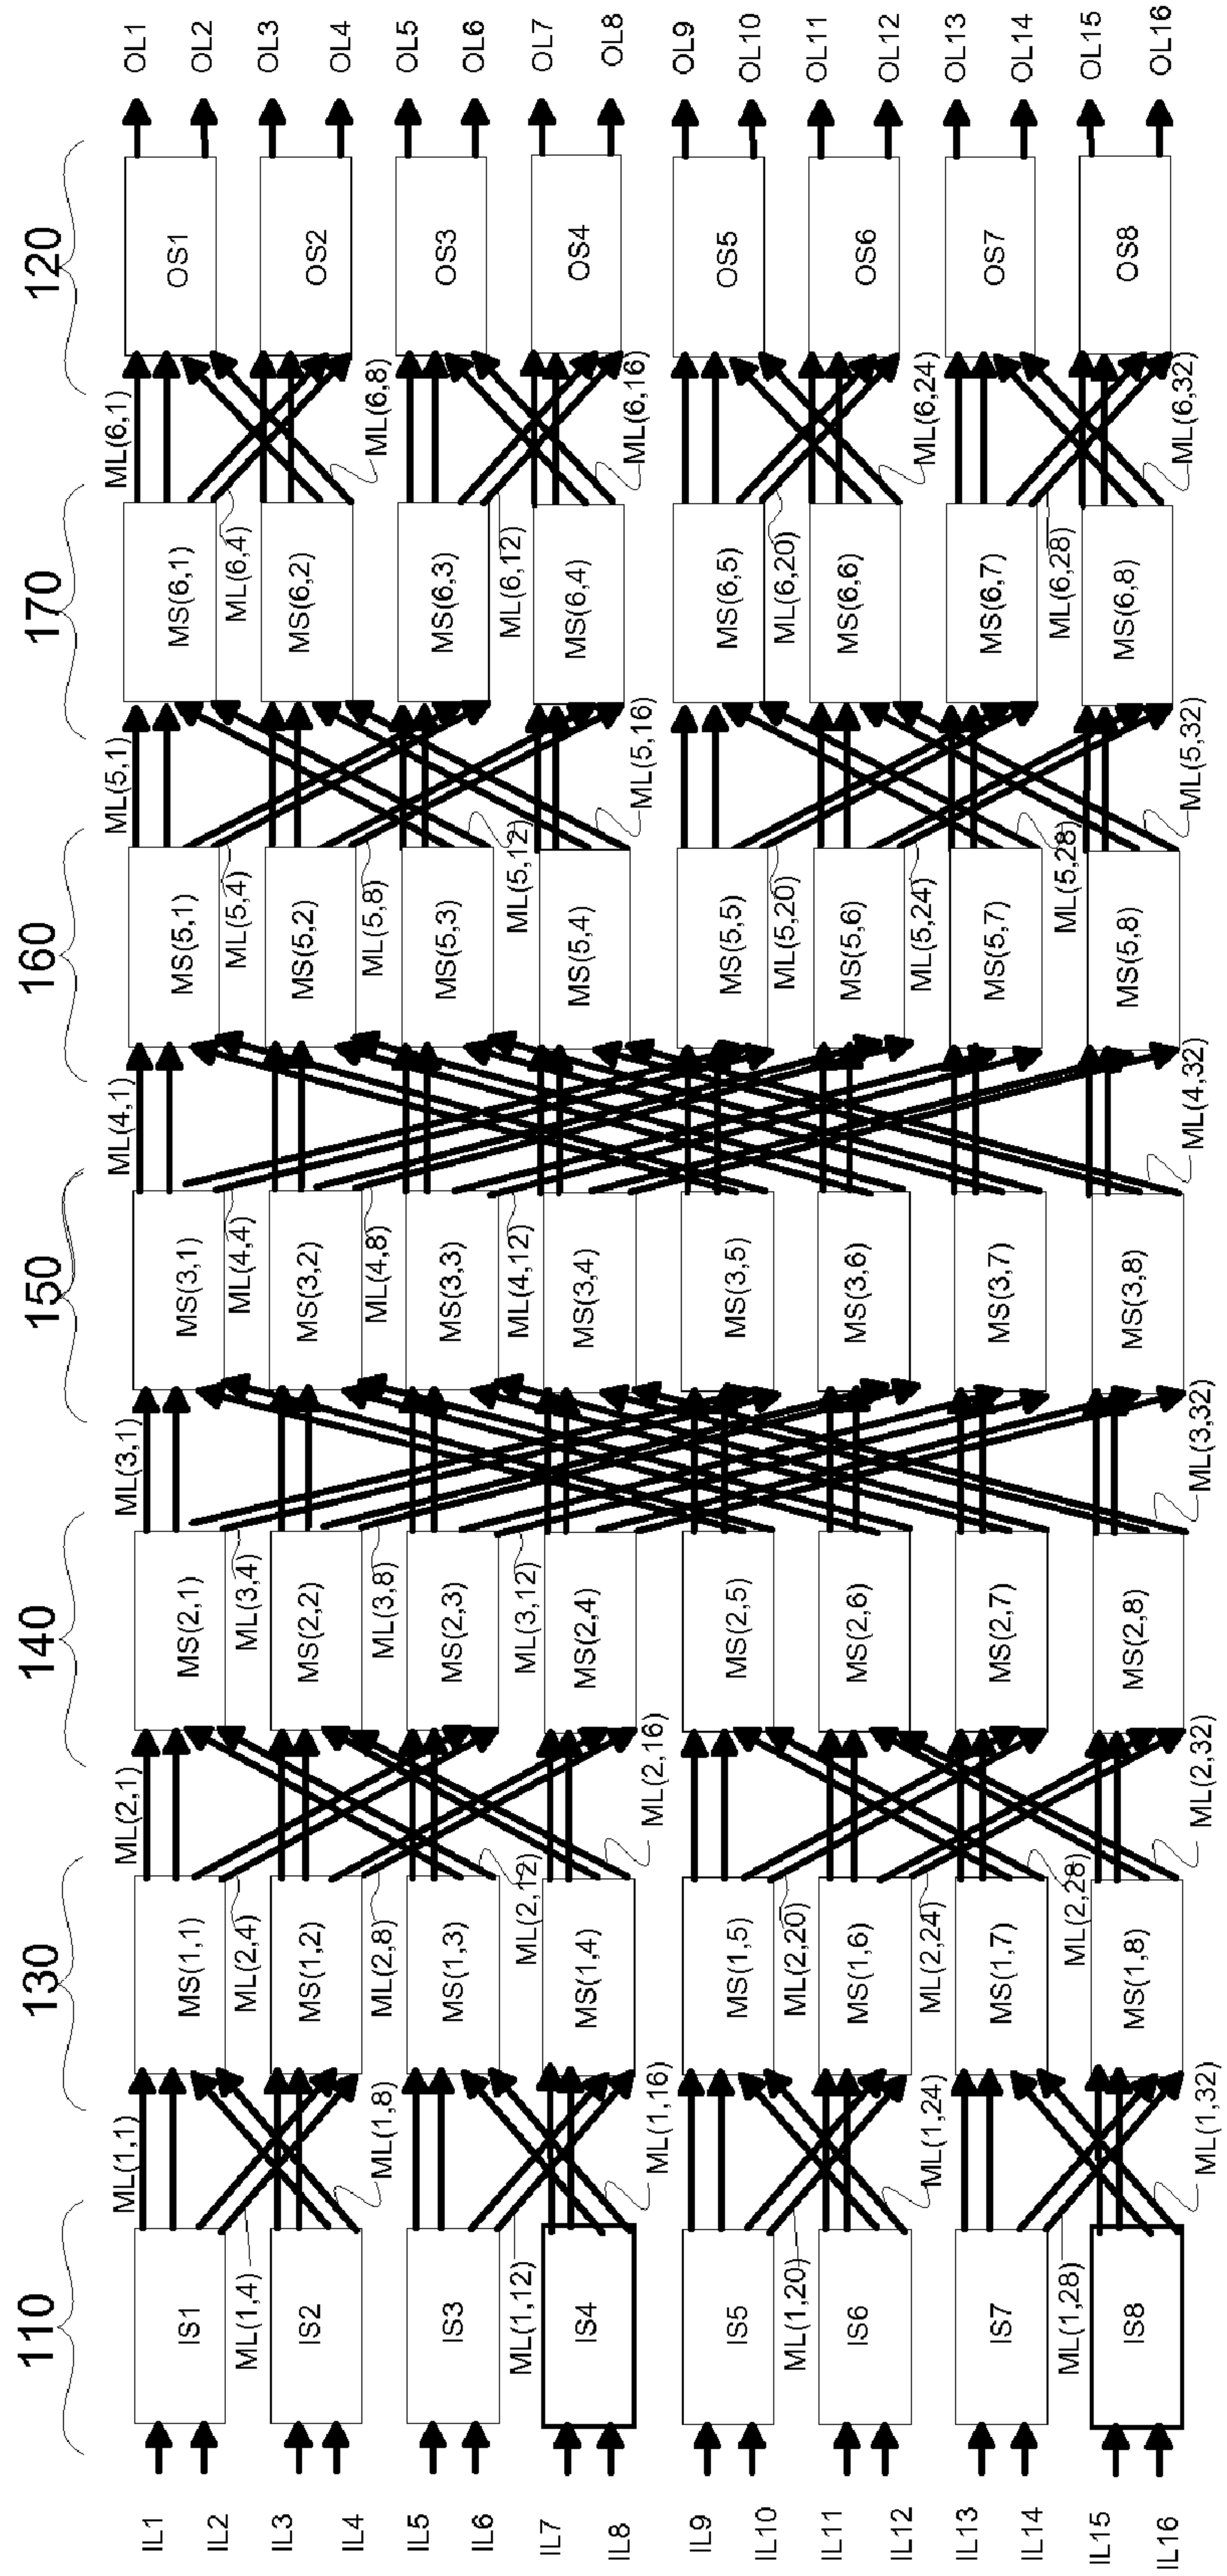 110 130 140 150 160 170 120
IL1
IL2
IL3
IL4
IL5
IL6
IL7
IL8
IL9
IL10
IL11
IL12
IL13
IL14
IL15
IL16
IS1
IS2
IS3
IS4
IS5
IS6
IS7
IS8
ML(1,1)
ML(1,4)
ML(1,8)
ML(1,12)
ML(1,16)
ML(1,20)
ML(1,24)
ML(1,28)
ML(1,32)
MS(1,1)
MS(1,2)
MS(1,3)
MS(1,4)
MS(1,5)
MS(1,6)
MS(1,7)
MS(1,8)
ML(2,1)
ML(2,4)
ML(2,8)
ML(2,12)
ML(2,16)
ML(2,20)
ML(2,24)
ML(2,28)
ML(2,32)
MS(2,1)
MS(2,2)
MS(2,3)
MS(2,4)
MS(2,5)
MS(2,6)
MS(2,7)
MS(2,8)
ML(3,1)
ML(3,4)
ML(3,8)
ML(3,12)
ML(3,32)
MS(3,1)
MS(3,2)
MS(3,3)
MS(3,4)
MS(3,5)
MS(3,6)
MS(3,7)
MS(3,8)
ML(4,1)
ML(4,4)
ML(4,8)
ML(4,12)
ML(4,32)
MS(5,1)
MS(5,2)
MS(5,3)
MS(5,4)
MS(5,5)
MS(5,6)
MS(5,7)
MS(5,8)
ML(5,1)
ML(5,4)
ML(5,8)
ML(5,12)
ML(5,16)
ML(5,20)
ML(5,24)
ML(5,28)
ML(5,32)
MS(6,1)
MS(6,2)
MS(6,3)
MS(6,4)
MS(6,5)
MS(6,6)
MS(6,7)
MS(6,8)
ML(6,1)
ML(6,4)
ML(6,8)
ML(6,12)
ML(6,16)
ML(6,20)
ML(6,24)
ML(6,28)
ML(6,32)
OS1
OS2
OS3
OS4
OS5
OS6
OS7
OS8
OL1
OL2
OL3
OL4
OL5
OL6
OL7
OL8
OL9
OL10
OL11
OL12
OL13
OL14
OL15
OL16